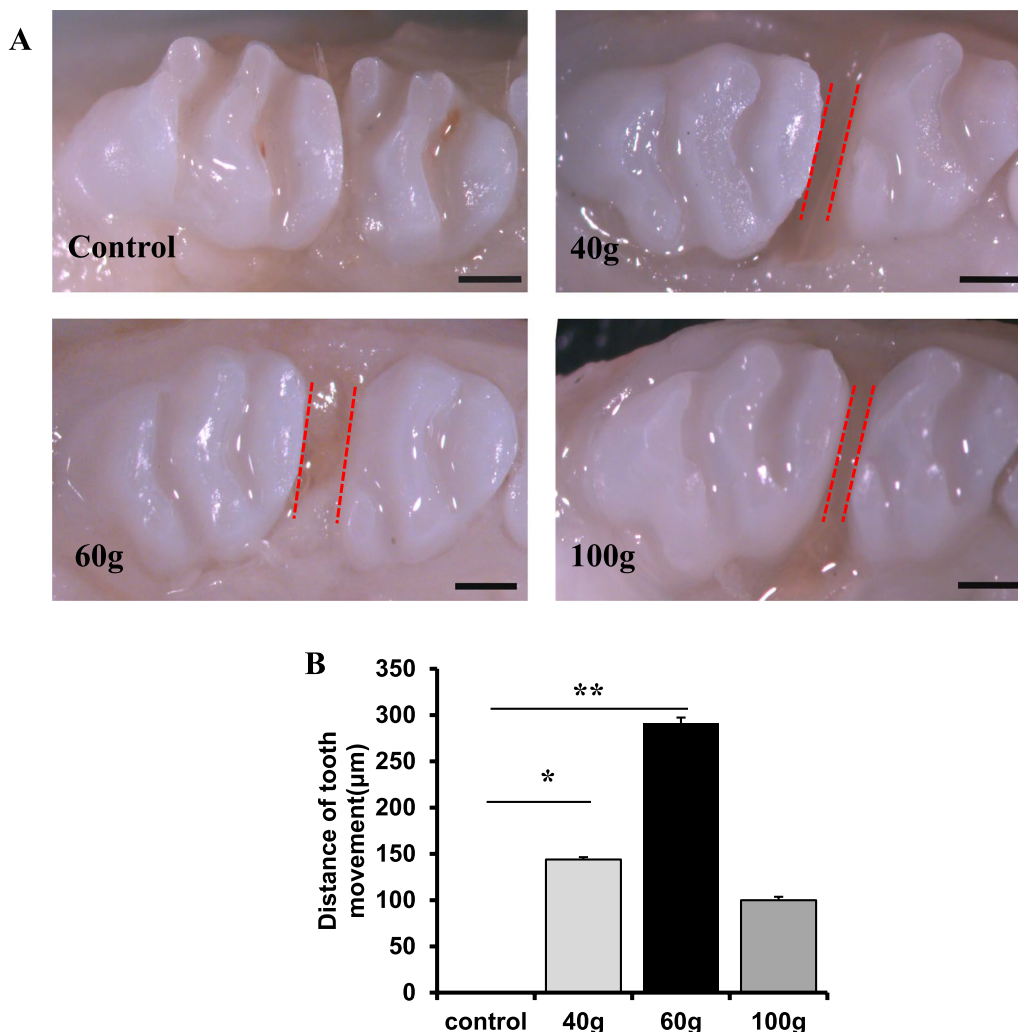 A
Control
40g
60g
100g
B
350
300
250
200
150
100
50
0
Distance of tooth
movement(μm)
**
*
control
40g
60g
100g